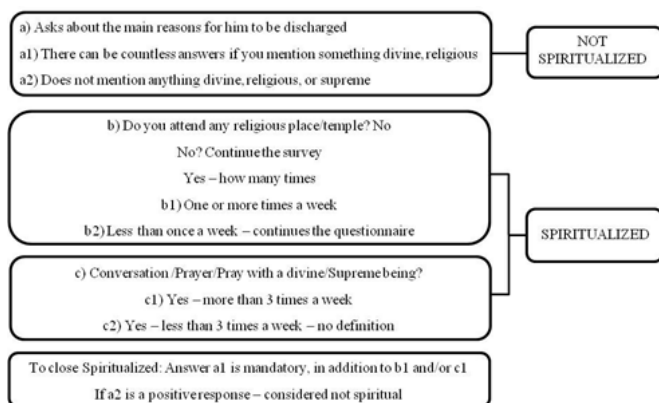 a) Asks about the main reasons for him to be discharged
a1) There can be countless answers if you mention something divine, religious
a2) Does not mention anything divine, religious, or supreme
NOT
SPIRITUALIZED
b) Do you attend any religious place/temple? No
No? Continue the survey
Yes – how many times
b1) One or more times a week
b2) Less than once a week – continues the questionnaire
SPIRITUALIZED
c) Conversation /Prayer/Pray with a divine/Supreme being?
c1) Yes – more than 3 times a week
c2) Yes – less than 3 times a week – no definition
To close Spiritualized: Answer a1 is mandatory, in addition to b1 and/or c1
If a2 is a positive response – considered not spiritual